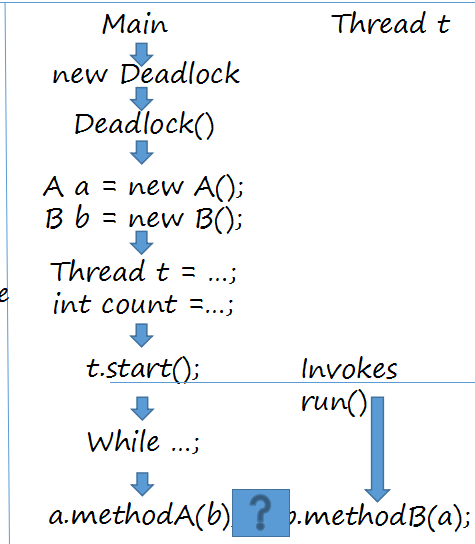 Main Thread t
new Deadlock
Deadlock()
A a = new A();
B b = new B();
Thread t = ...;
int count =...;
t.start(); Invokes
run()
While ...;
a.methodA(b) ? .methodB(a);